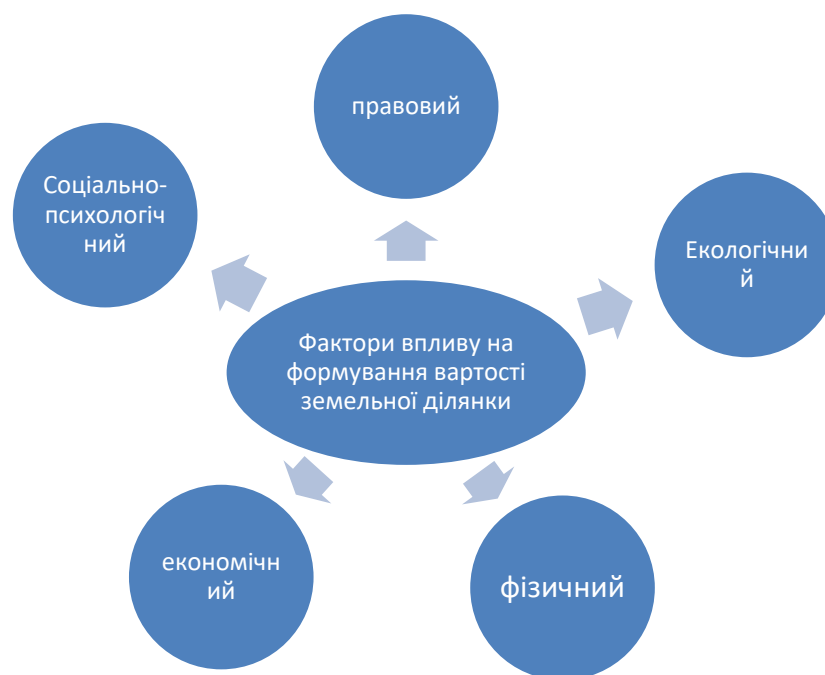 правовий
Соціально-
психологіч
ний
Екологічни
й
Фактори впливу на
формування вартості
земельної ділянки
економічн
ий
фізичний